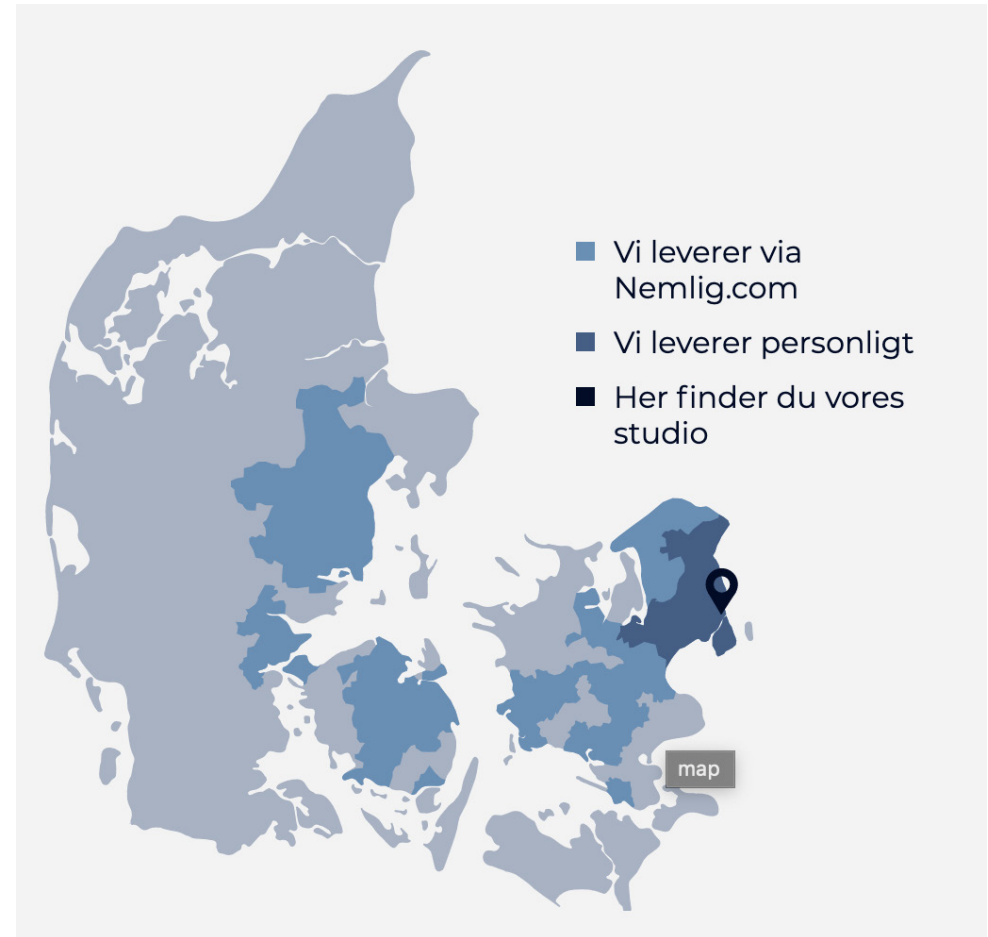 Vi leverer via
Nemlig.com
Vi leverer personligt
Her finder du vores
studio
map